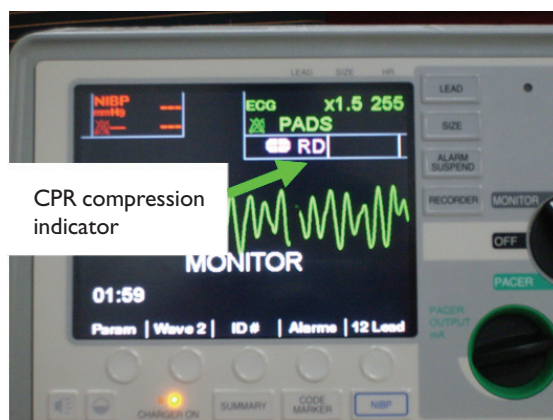 LEAD SIZE HR
NIBP
mmHg
---
---
ECG x1.5 255
PADS
RD
LEAD
SIZE
ALARM
SUSPEND
RECORDER
MONITOR
OFF
PACER
PACER
OUTPUT
mA
CPR compression
indicator
MONITOR
01:59
Param | Wave 2 | ID # | Alarms | 12 Lead
CHARGER ON
SUMMARY
CODE
MARKER
NIBP